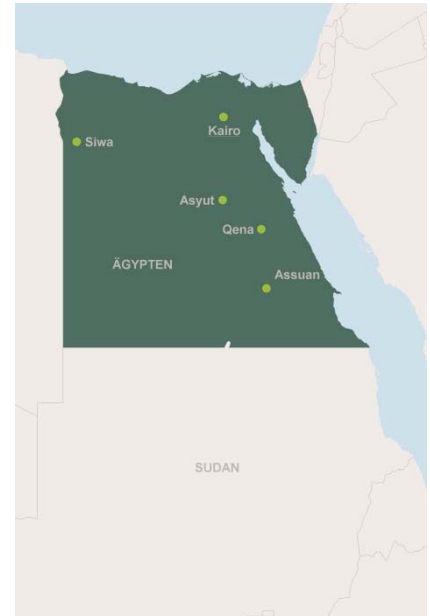 Kairo
Siwa
Asyut
Qena
ÄGYPTEN
Assuan
SUDAN